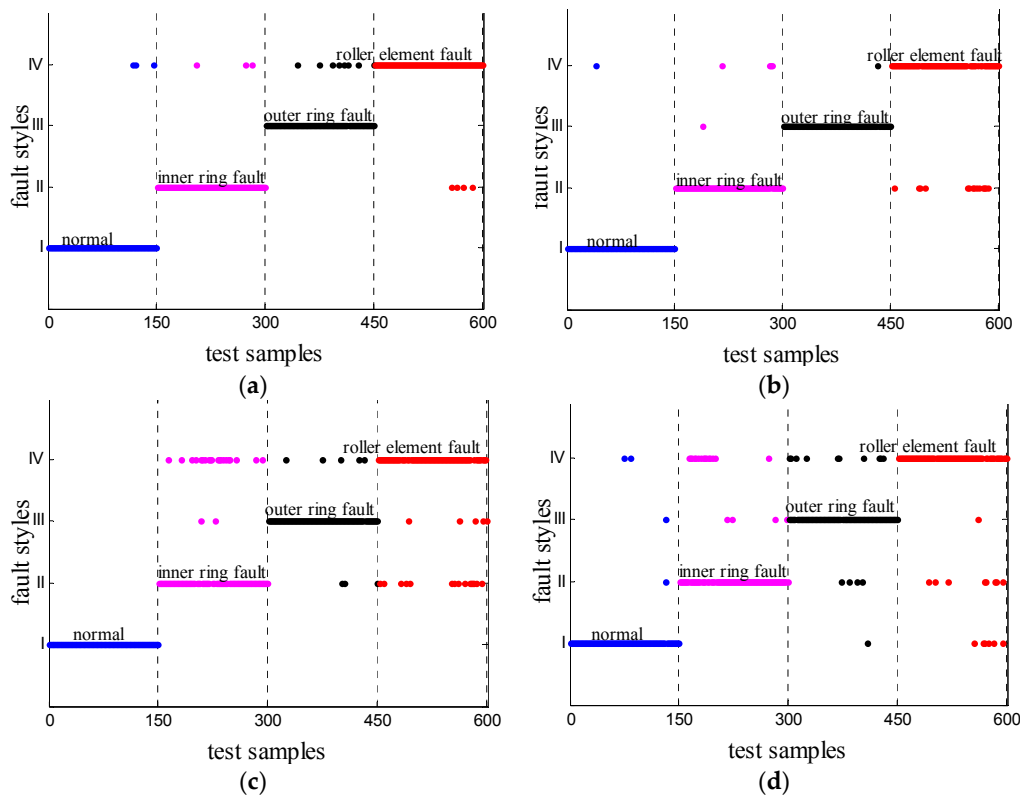 IV
roller element fault
III
outer ring fault
II
inner ring fault
I
normal
fault styles
0 150 300 450 600
test samples
(a)
IV
roller element fault
III
outer ring fault
II
inner ring fault
I
normal
fault styles
0 150 300 450 600
test samples
(b)
IV
roller element fault
III
outer ring fault
II
inner ring fault
I
normal
fault styles
0 150 300 450 600
test samples
(c)
IV
roller element fault
III
outer ring fault
II
inner ring fault
I
normal
fault styles
0 150 300 450 600
test samples
(d)